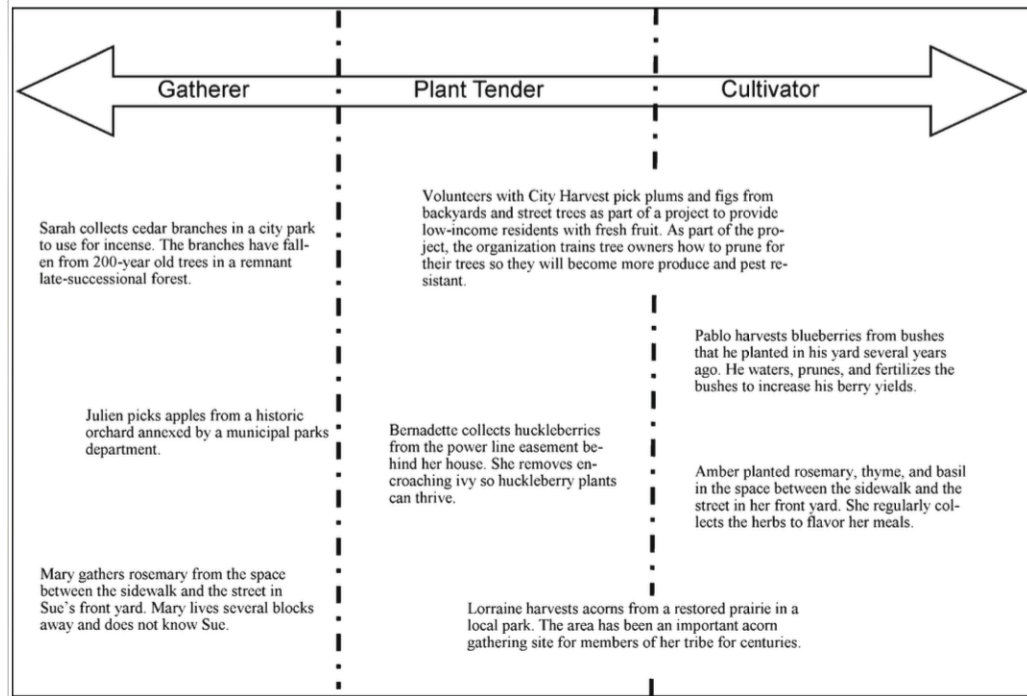 Gatherer
Plant Tender
Cultivator
Sarah collects cedar branches in a city park
to use for incense. The branches have fall-
en from 200-year old trees in a remnant
late-successional forest.
Volunteers with City Harvest pick plums and figs from
backyards and street trees as part of a project to provide
low-income residents with fresh fruit. As part of the pro-
ject, the organization trains tree owners how to prune for
their trees so they will become more produce and pest re-
sistant.
Pablo harvests blueberries from bushes
that he planted in his yard several years
ago. He waters, prunes, and fertilizes the
bushes to increase his berry yields.
Julien picks apples from a historic
orchard annexed by a municipal parks
department.
Bernadette collects huckleberries
from the power line easement be-
hind her house. She removes en-
croaching ivy so huckleberry plants
can thrive.
Amber planted rosemary, thyme, and basil
in the space between the sidewalk and the
street in her front yard. She regularly col-
lects the herbs to flavor her meals.
Mary gathers rosemary from the space
between the sidewalk and the street in
Sue's front yard. Mary lives several blocks
away and does not know Sue.
Lorraine harvests acorns from a restored prairie in a
local park. The area has been an important acorn
gathering site for members of her tribe for centuries.